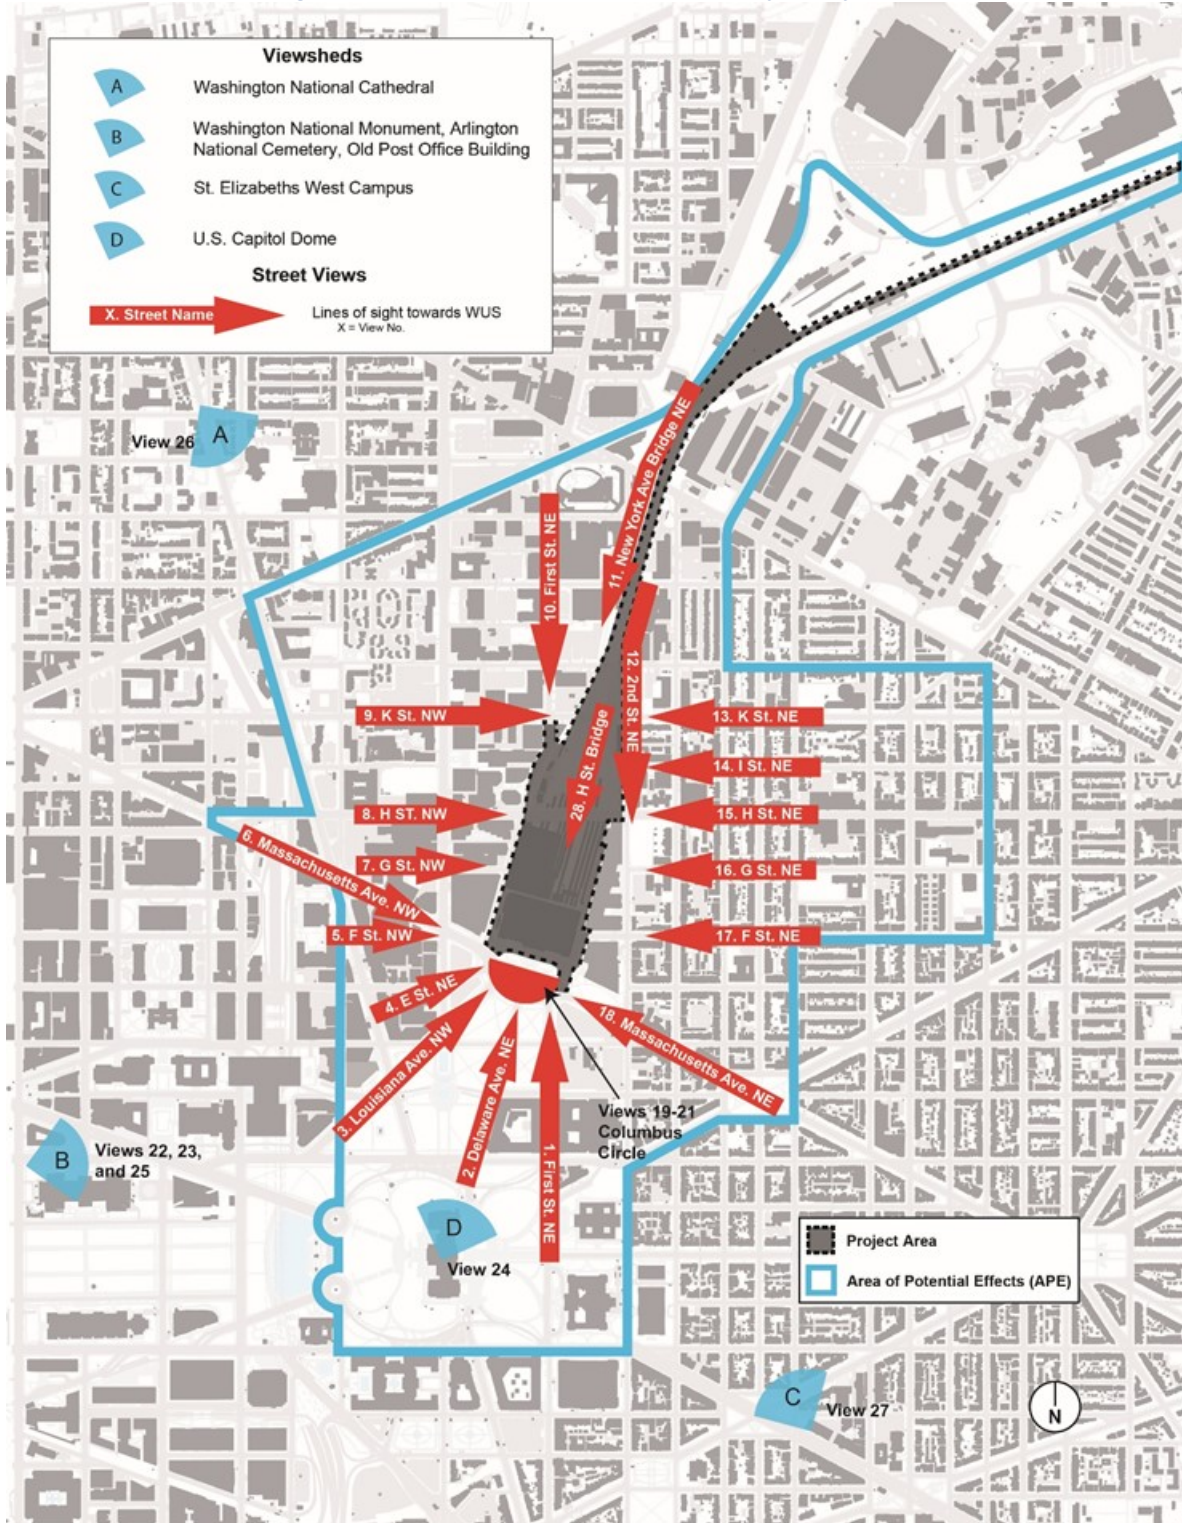 Viewsheds
A
Washington National Cathedral
B
Washington National Monument, Arlington
National Cemetery, Old Post Office Building
C
St. Elizabeths West Campus
D
U.S. Capitol Dome
Street Views
X. Street Name
Lines of sight towards WUS
X = View No.
View 26
A
11. New York Ave Bridge NE
10. First St. NE
12. 2nd St. NE
9. K St. NW
13. K St. NE
28. H St. Bridge
14. I St. NE
8. H ST. NW
15. H St. NE
6. Massachusetts Ave. NW
7. G St. NW
16. G St. NE
5. F St. NW
17. F St. NE
4. E St. NE
3. Louisiana Ave. NW
2. Delaware Ave. NE
1. First St. NE
18. Massachusetts Ave. NE
Views 19-21
Columbus
Circle
B
Views 22, 23,
and 25
D
View 24
Project Area
Area of Potential Effects (APE)
C
View 27
N